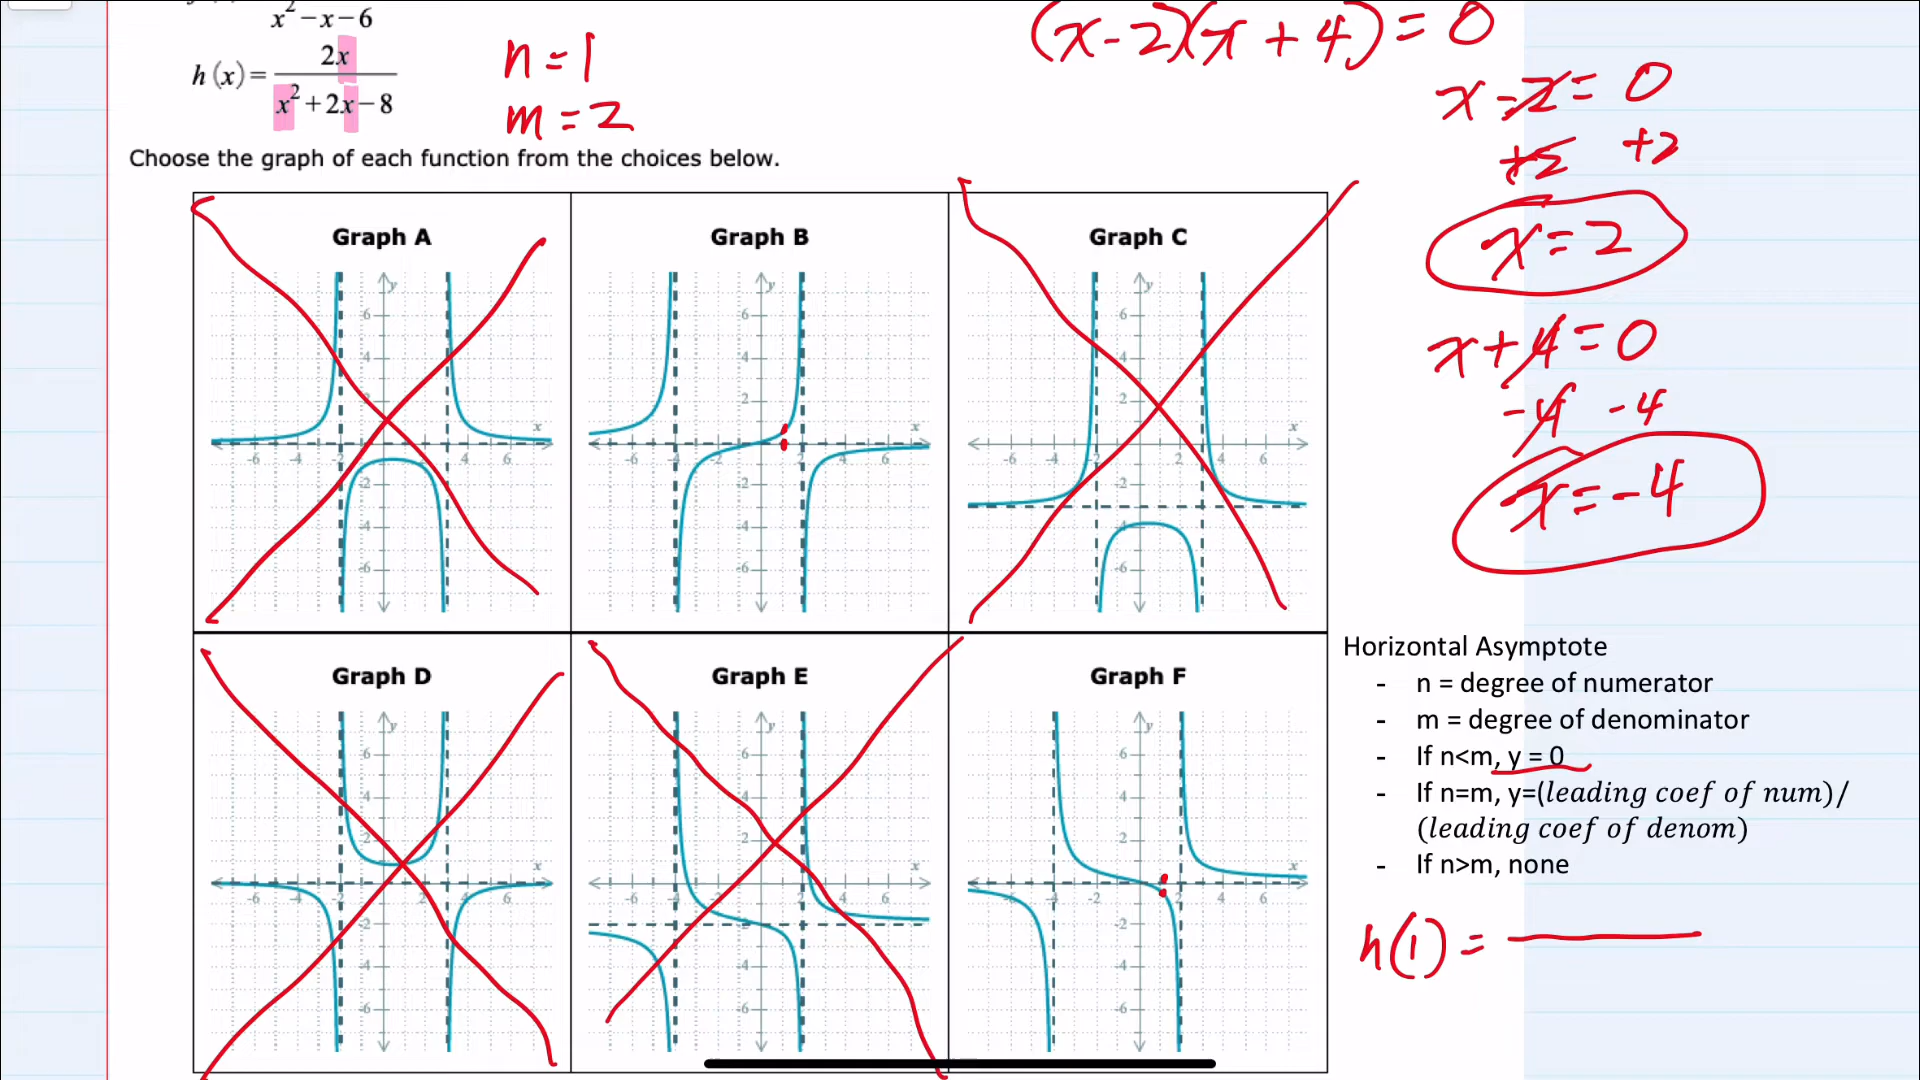 x² - x - 6
h(x) = 2x / x² + 2x - 8
n = 1
m = 2
(x - 2)(x + 4) = 0
x - 2 = 0
+2 +2
x = 2
x + 4 = 0
-4 -4
x = -4
Choose the graph of each function from the choices below.
Graph A
Graph B
Graph C
Graph D
Graph E
Graph F
Horizontal Asymptote
- n = degree of numerator
- m = degree of denominator
- If n<m, y = 0
- If n=m, y=(leading coef of num)/
(leading coef of denom)
- If n>m, none
h(1) =